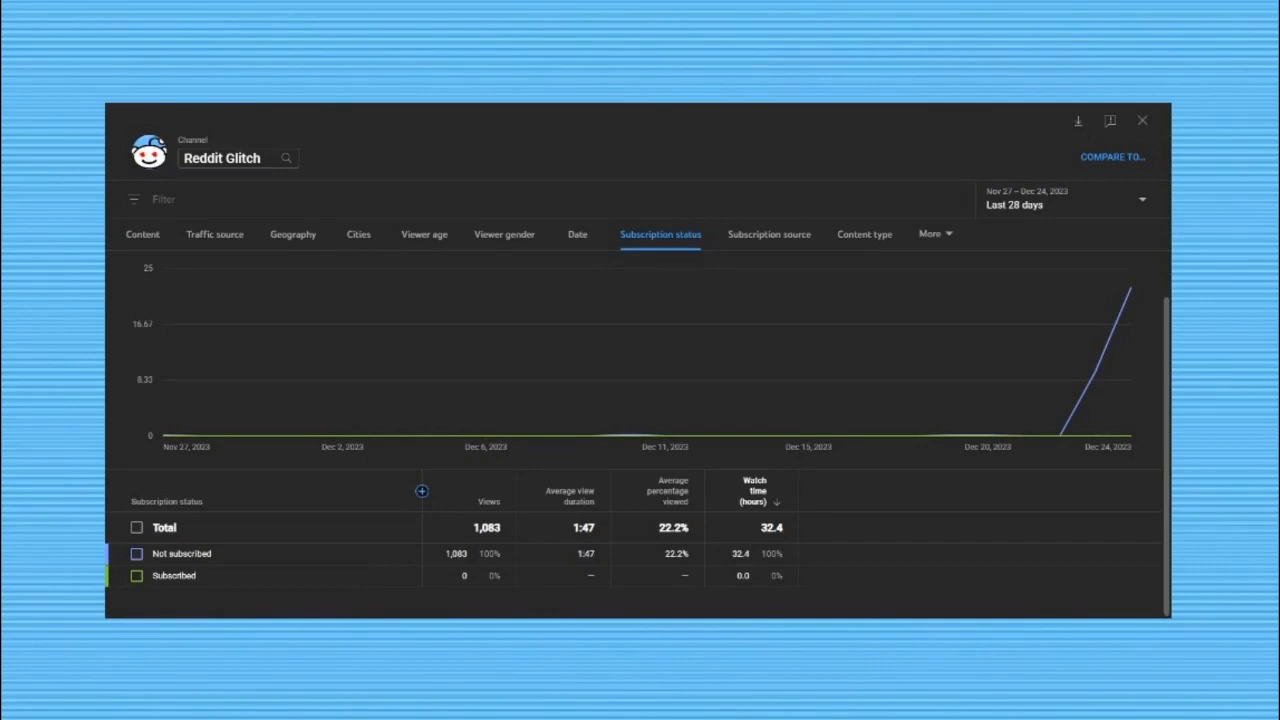 Channel
Reddit Glitch
COMPARE TO...
Filter
Nov 27 – Dec 24, 2023
Last 28 days
Content Traffic source Geography Cities Viewer age Viewer gender Date Subscription status Subscription source Content type More
25
16.67
8.33
0
Nov 27, 2023 Dec 2, 2023 Dec 6, 2023 Dec 11, 2023 Dec 15, 2023 Dec 20, 2023 Dec 24, 2023
Subscription status Views Average view duration Average percentage viewed Watch time (hours)
Total 1,083 1:47 22.2% 32.4
Not subscribed 1,083 100% 1:47 22.2% 32.4 100%
Subscribed 0 0% — — 0.0 0%